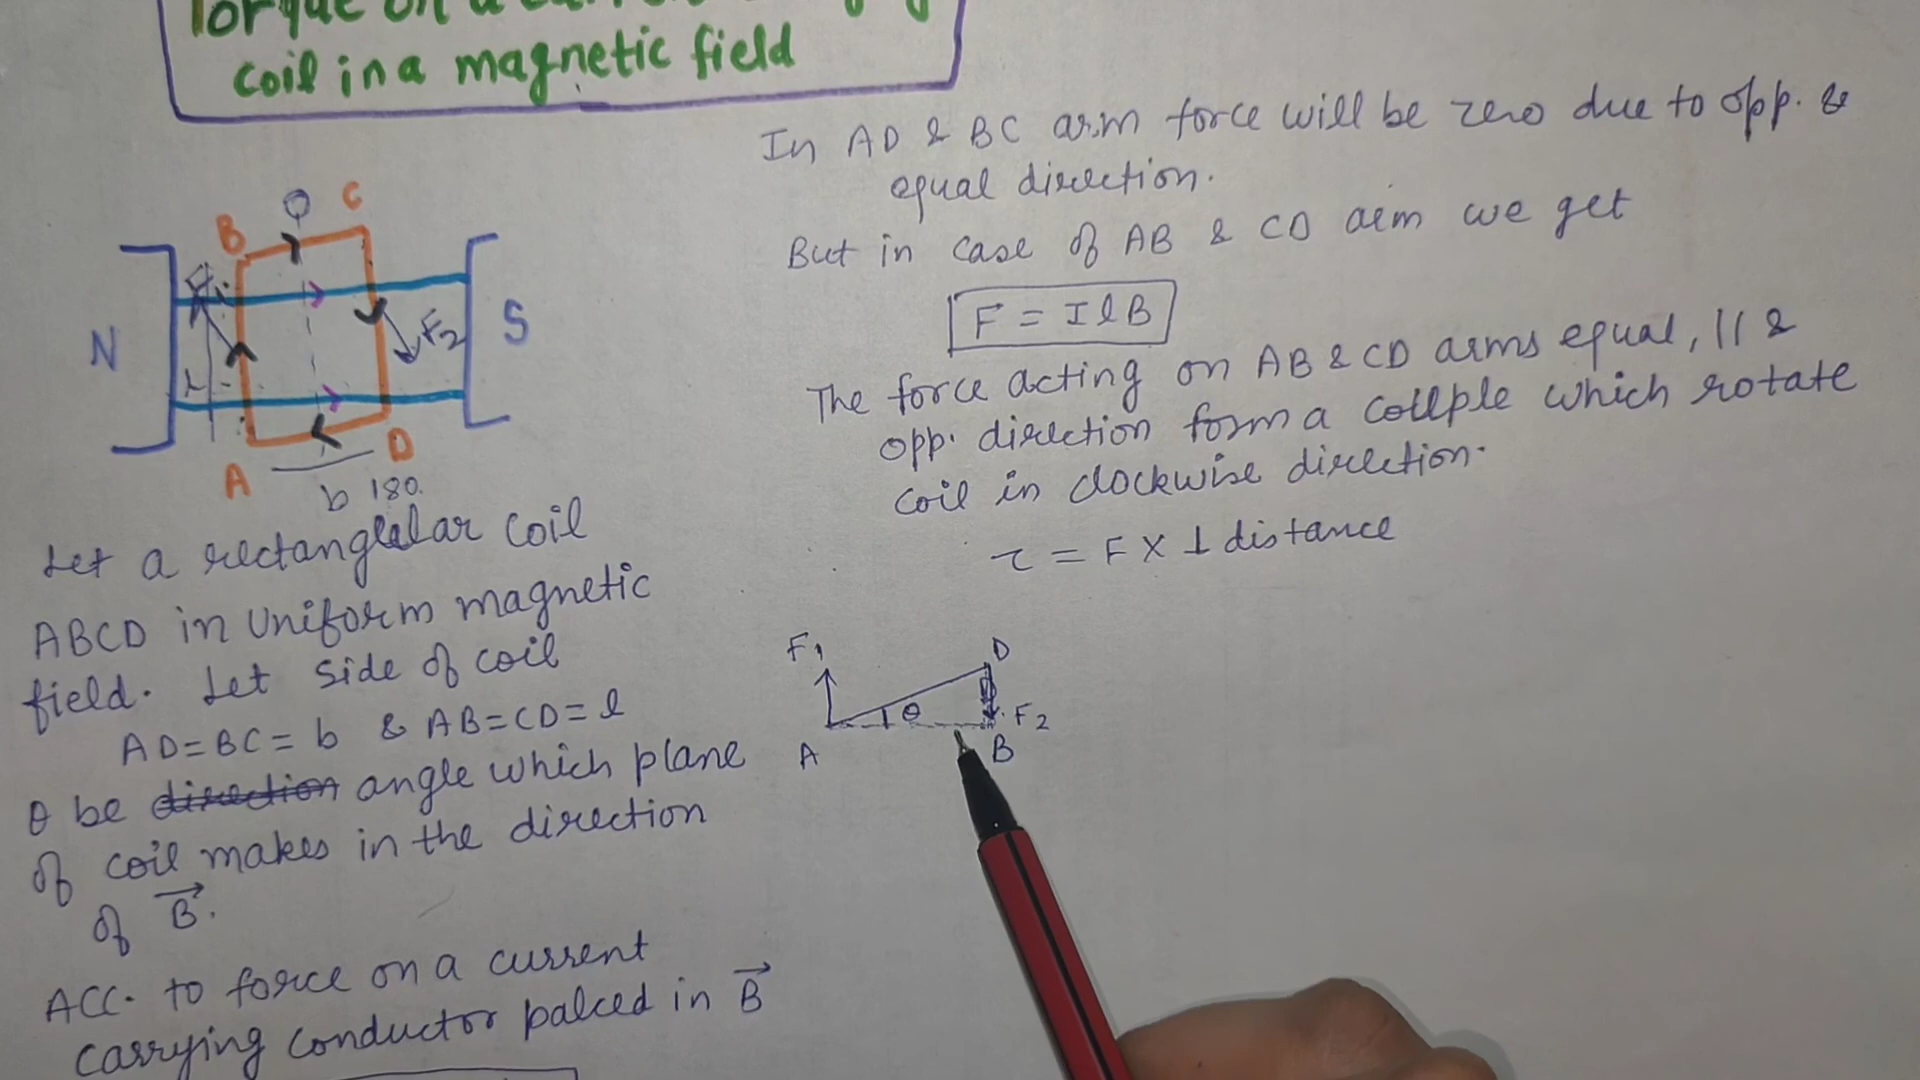 Torque on a
coil in a magnetic field
In AD & BC arm force will be zero due to opp. &
equal direction.
But in case of AB & CD arm we get
F = IlB
The force acting on AB & CD arms equal, || &
opp. direction form a couple which rotate
coil in clockwise direction.
τ = F X ⊥ distance
B
C
F1
F2
N
S
A
D
b 180.
Let a rectanglular coil
ABCD in Uniform magnetic
field. Let side of coil
AD=BC= b & AB=CD=l
θ be direction angle which plane
of coil makes in the direction
of B⃗.
ACC. to force on a current
carrying conductor palced in B⃗
F1
D
θ
F2
A
B